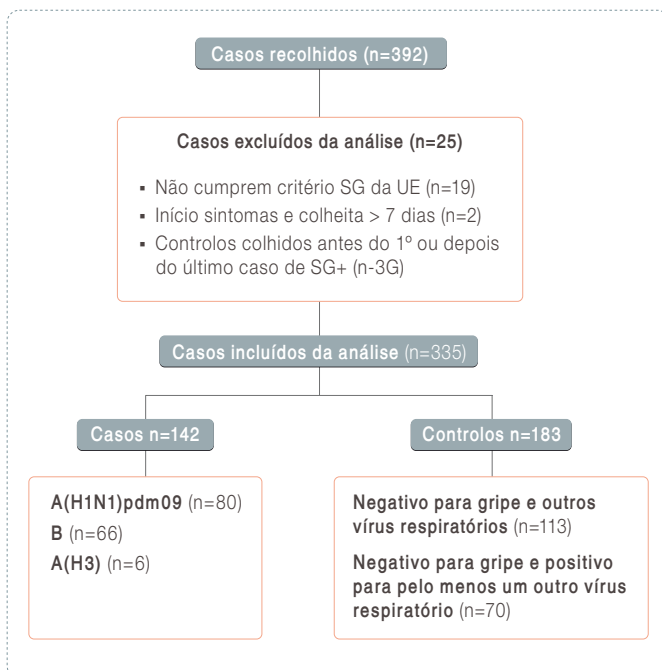 Casos recolhidos (n=392)
Casos excluídos da análise (n=25)
▪ Não cumprem critério SG da UE (n=19)
▪ Início sintomas e colheita > 7 dias (n=2)
▪ Controlos colhidos antes do 1º ou depois
do último caso de SG+ (n-3G)
Casos incluídos da análise (n=335)
Casos n=142
Controlos n=183
A(H1N1)pdm09 (n=80)
B (n=66)
A(H3) (n=6)
Negativo para gripe e outros
vírus respiratórios (n=113)
Negativo para gripe e positivo
para pelo menos um outro vírus
respiratório (n=70)